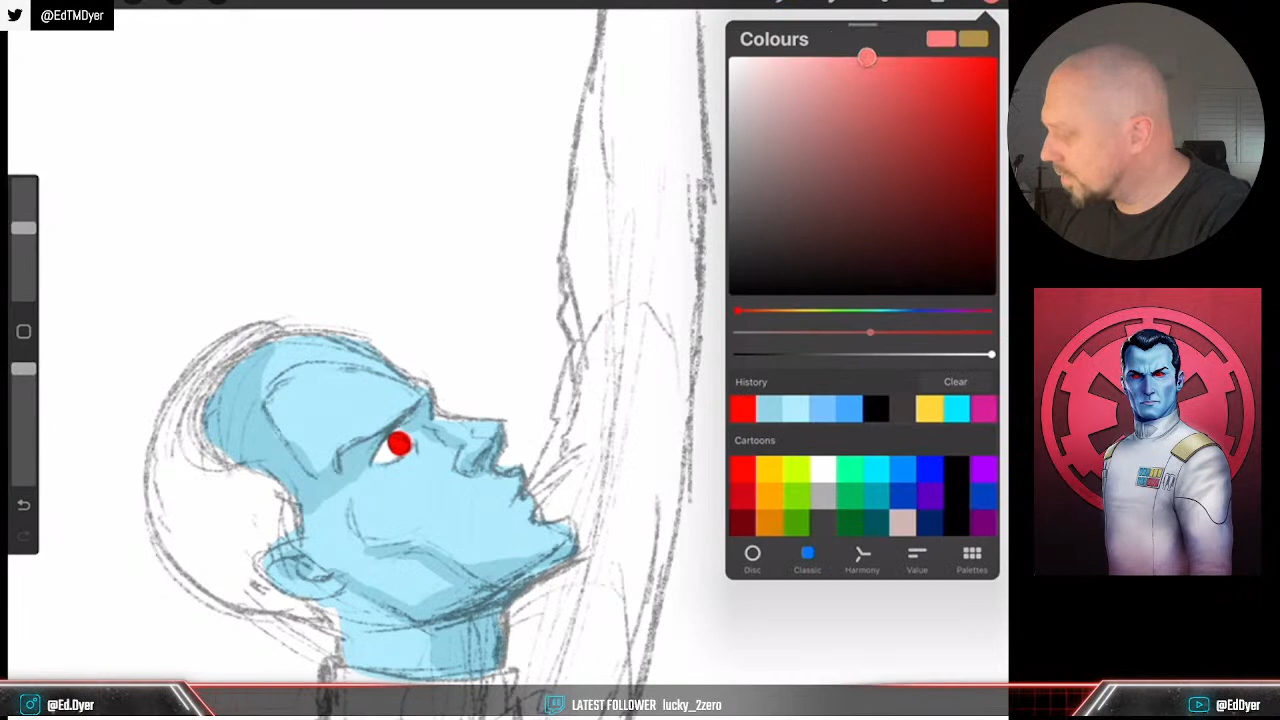 @EdTMDyer
Colours
History
Clear
Cartoons
Disc
Classic
Harmony
Value
Palettes
@Ed.Dyer
LATEST FOLLOWER lucky_2zero
@EdDyer